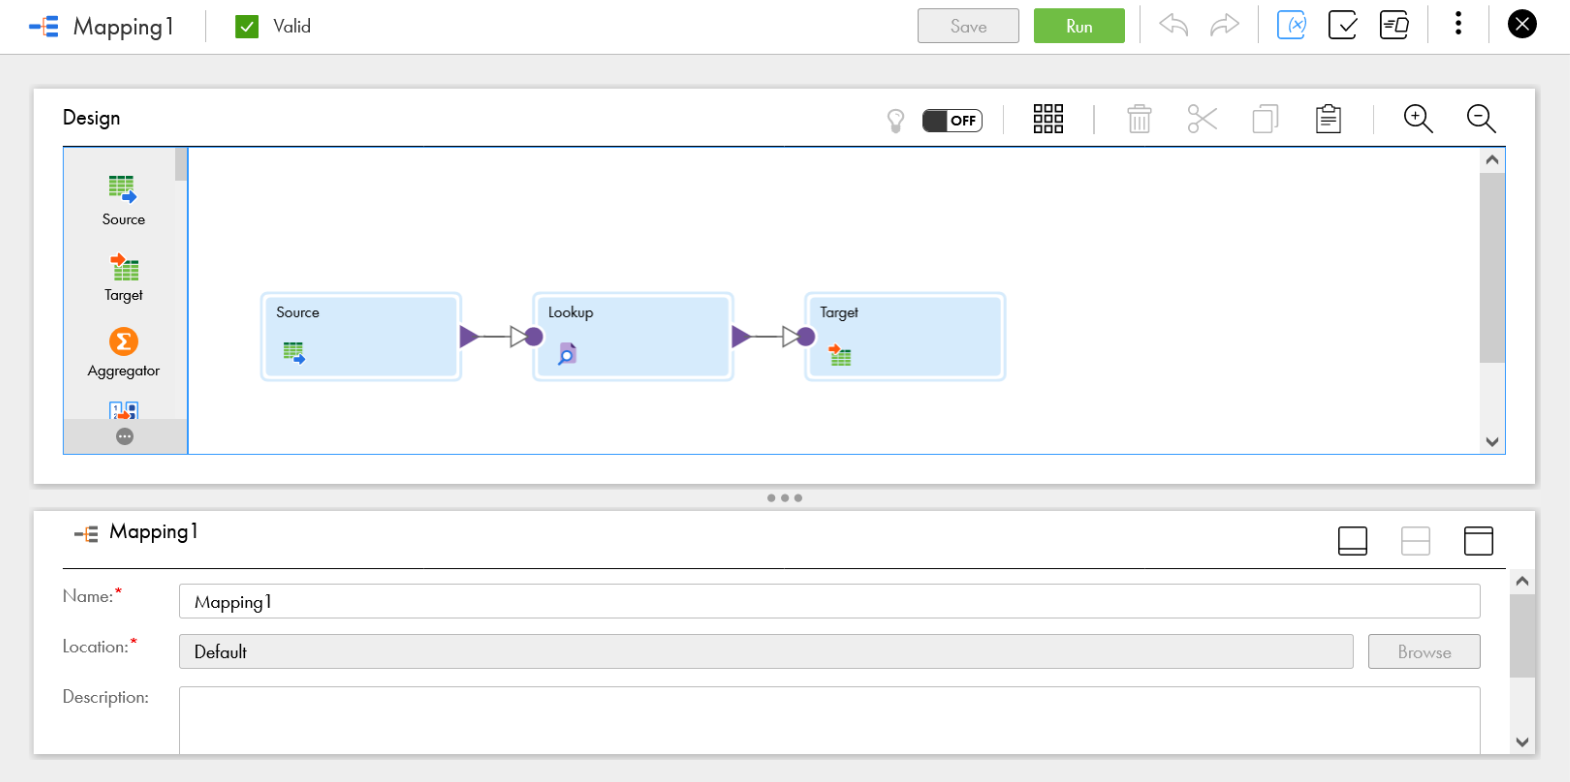 Mapping1
Valid
Save
Run
Design
OFF
Source
Target
Aggregator
Source
Lookup
Target
Mapping1
Name:*
Mapping1
Location:*
Default
Browse
Description: